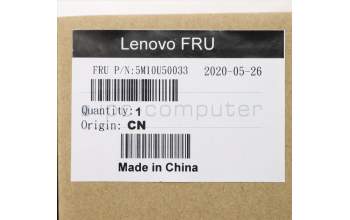 Lenovo FRU
FRU P/N:5M10U50033 2020-05-26
Quantity:1
Origin: CN
Made in China